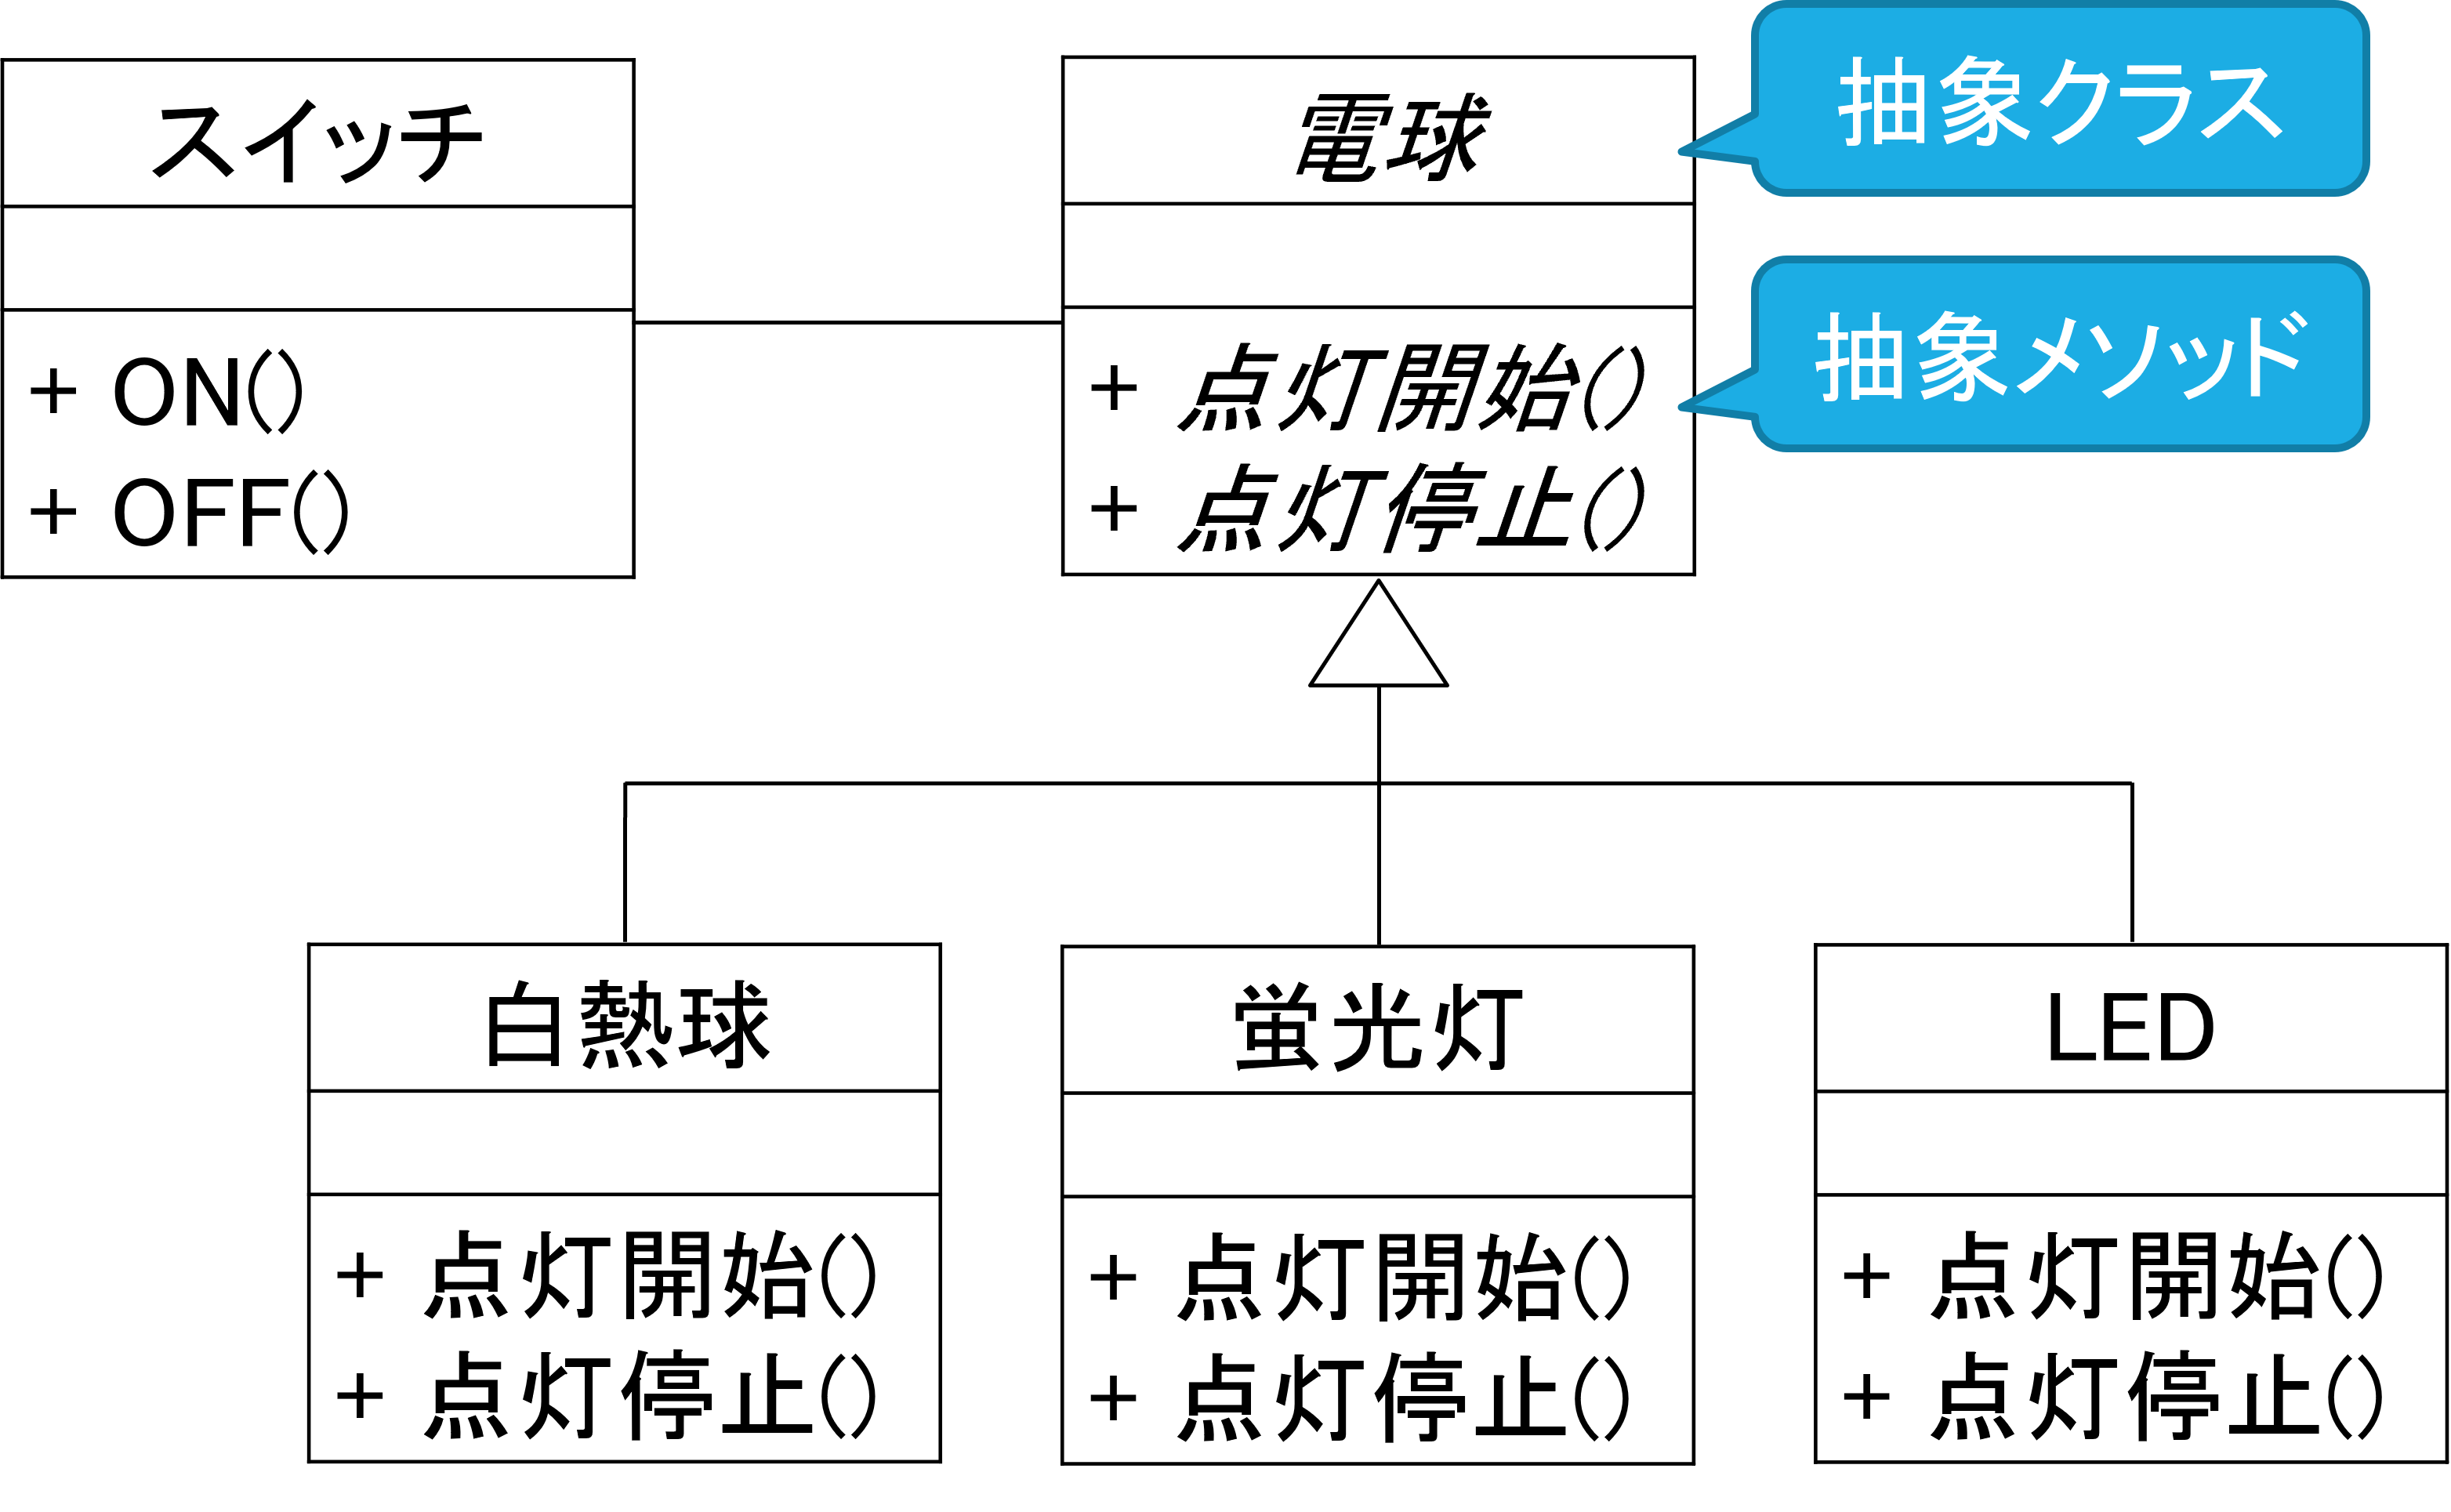 スイッチ
+ ON()
+ OFF()
電球
+ 点灯開始()
+ 点灯停止()
抽象クラス
抽象メソッド
白熱球
+ 点灯開始()
+ 点灯停止()
蛍光灯
+ 点灯開始()
+ 点灯停止()
LED
+ 点灯開始()
+ 点灯停止()